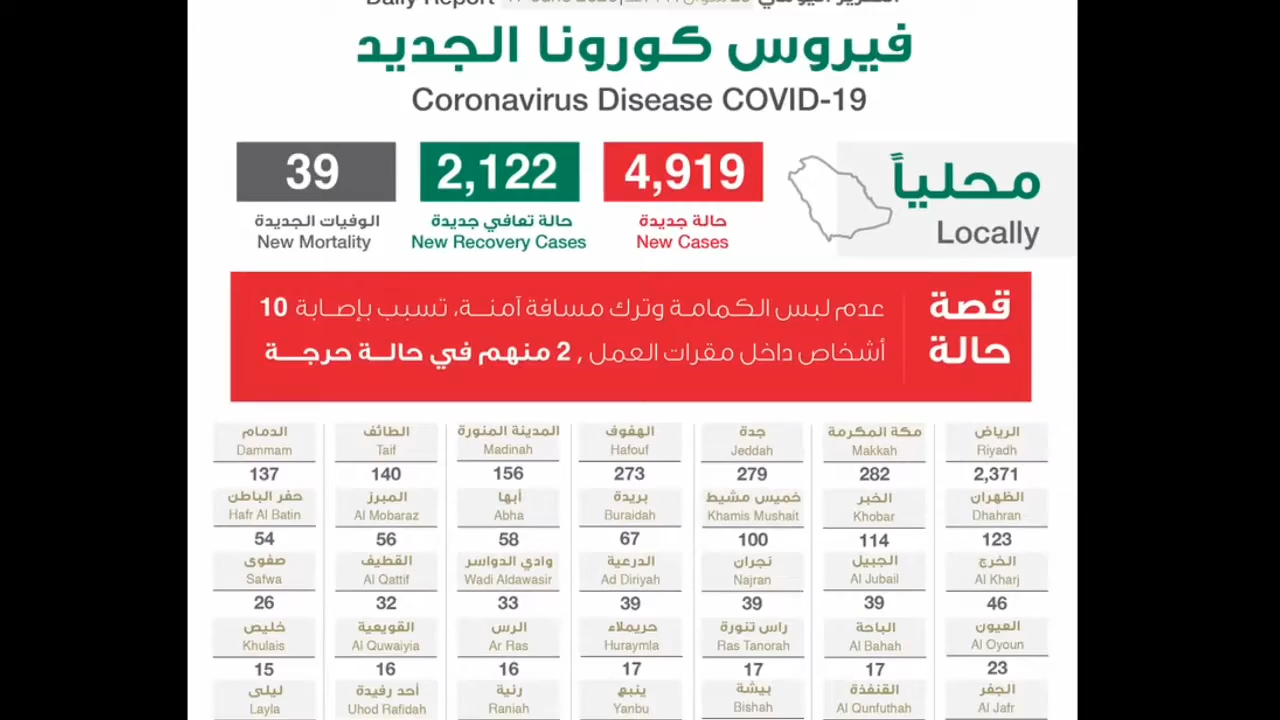 Daily Report
فيروس كورونا الجديد
Coronavirus Disease COVID-19
محلياً
Locally
4,919
حالة جديدة
New Cases
2,122
حالة تعافي جديدة
New Recovery Cases
39
الوفيات الجديدة
New Mortality
قصة
حالة
عدم لبس الكمامة وترك مسافة آمنة، تسبب بإصابة 10
أشخاص داخل مقرات العمل , 2 منهم في حالة حرجة
الرياض مكة المكرمة جدة الهفوف المدينة المنورة الطائف الدمام
Riyadh Makkah Jeddah Hafouf Madinah Taif Dammam
2,371 282 279 273 156 140 137
الظهران الخبر خميس مشيط بريدة أبها المبرز حفر الباطن
Dhahran Khobar Khamis Mushait Buraidah Abha Al Mobaraz Hafr Al Batin
123 114 100 67 58 56 54
الخرج الجبيل نجران الدرعية وادي الدواسر القطيف صفوى
Al Kharj Al Jubail Najran Ad Diriyah Wadi Aldawasir Al Qattif Safwa
46 39 39 39 33 32 26
العيون الباحة راس تنورة حريملاء الرس القويعية خليص
Al Oyoun Al Bahah Ras Tanorah Huraymla Ar Ras Al Quwaiyia Khulais
23 17 17 17 16 16 15
الجفر القنفذة بيشة ينبع رنية أحد رفيدة ليلى
Al Jafr Al Qunfuthah Bishah Yanbu Raniah Uhod Rafidah Layla